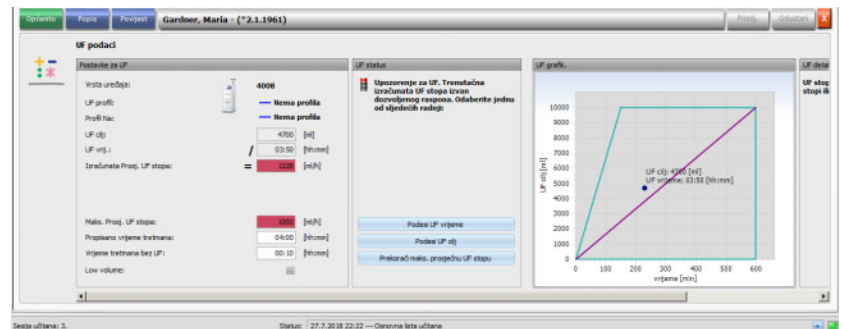 Općenito Popis Povijest Gardner, Maria - (*2.1.1961) Primij. Odustani X
UF podaci
Postavke za UF
Vrsta uređaja: 4008
UF profil: Nema profila
Profil Na: Nema profila
UF cilj: 4700 [ml]
UF vrij.: / 03:50 [hh:mm]
Izračunata Prosj. UF stopa: = 1226 [ml/h]
Maks. Prosj. UF stopa: 1000 [ml/h]
Propisano vrijeme tretmana: 04:00 [hh:mm]
Vrijeme tretmana bez UF: 00:10 [hh:mm]
Low volume:
UF status
Upozorenje za UF. Trenutačna
izračunata UF stopa izvan
dozvoljenog raspona. Odaberite jednu
od sljedećih radnji:
Podesi UF vrijeme
Podesi UF cilj
Prekorači maks. prosječnu UF stopu
UF grafik.
10000
9000
8000
7000
6000
5000
4000
3000
2000
1000
0
UF cilj [ml]
UF cilj: 4700 [ml]
UF vrijeme: 03:50 [hh:mm]
0 100 200 300 400 500 600
vrijeme [min]
UF detal
UF stop
stopi ili
Sesija učitana: 3. Status: 27.7.2018 22:22 --- Osnovna lista učitana